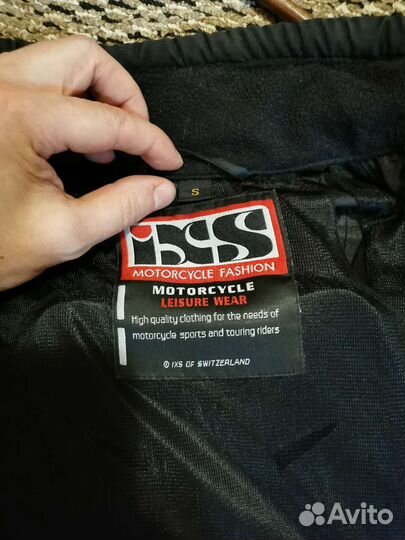 S
iXS
MOTORCYCLE FASHION
MOTORCYCLE
LEISURE WEAR
High quality clothing for the needs of
motorcycle sports and touring riders
© IXS OF SWITZERLAND
Avito